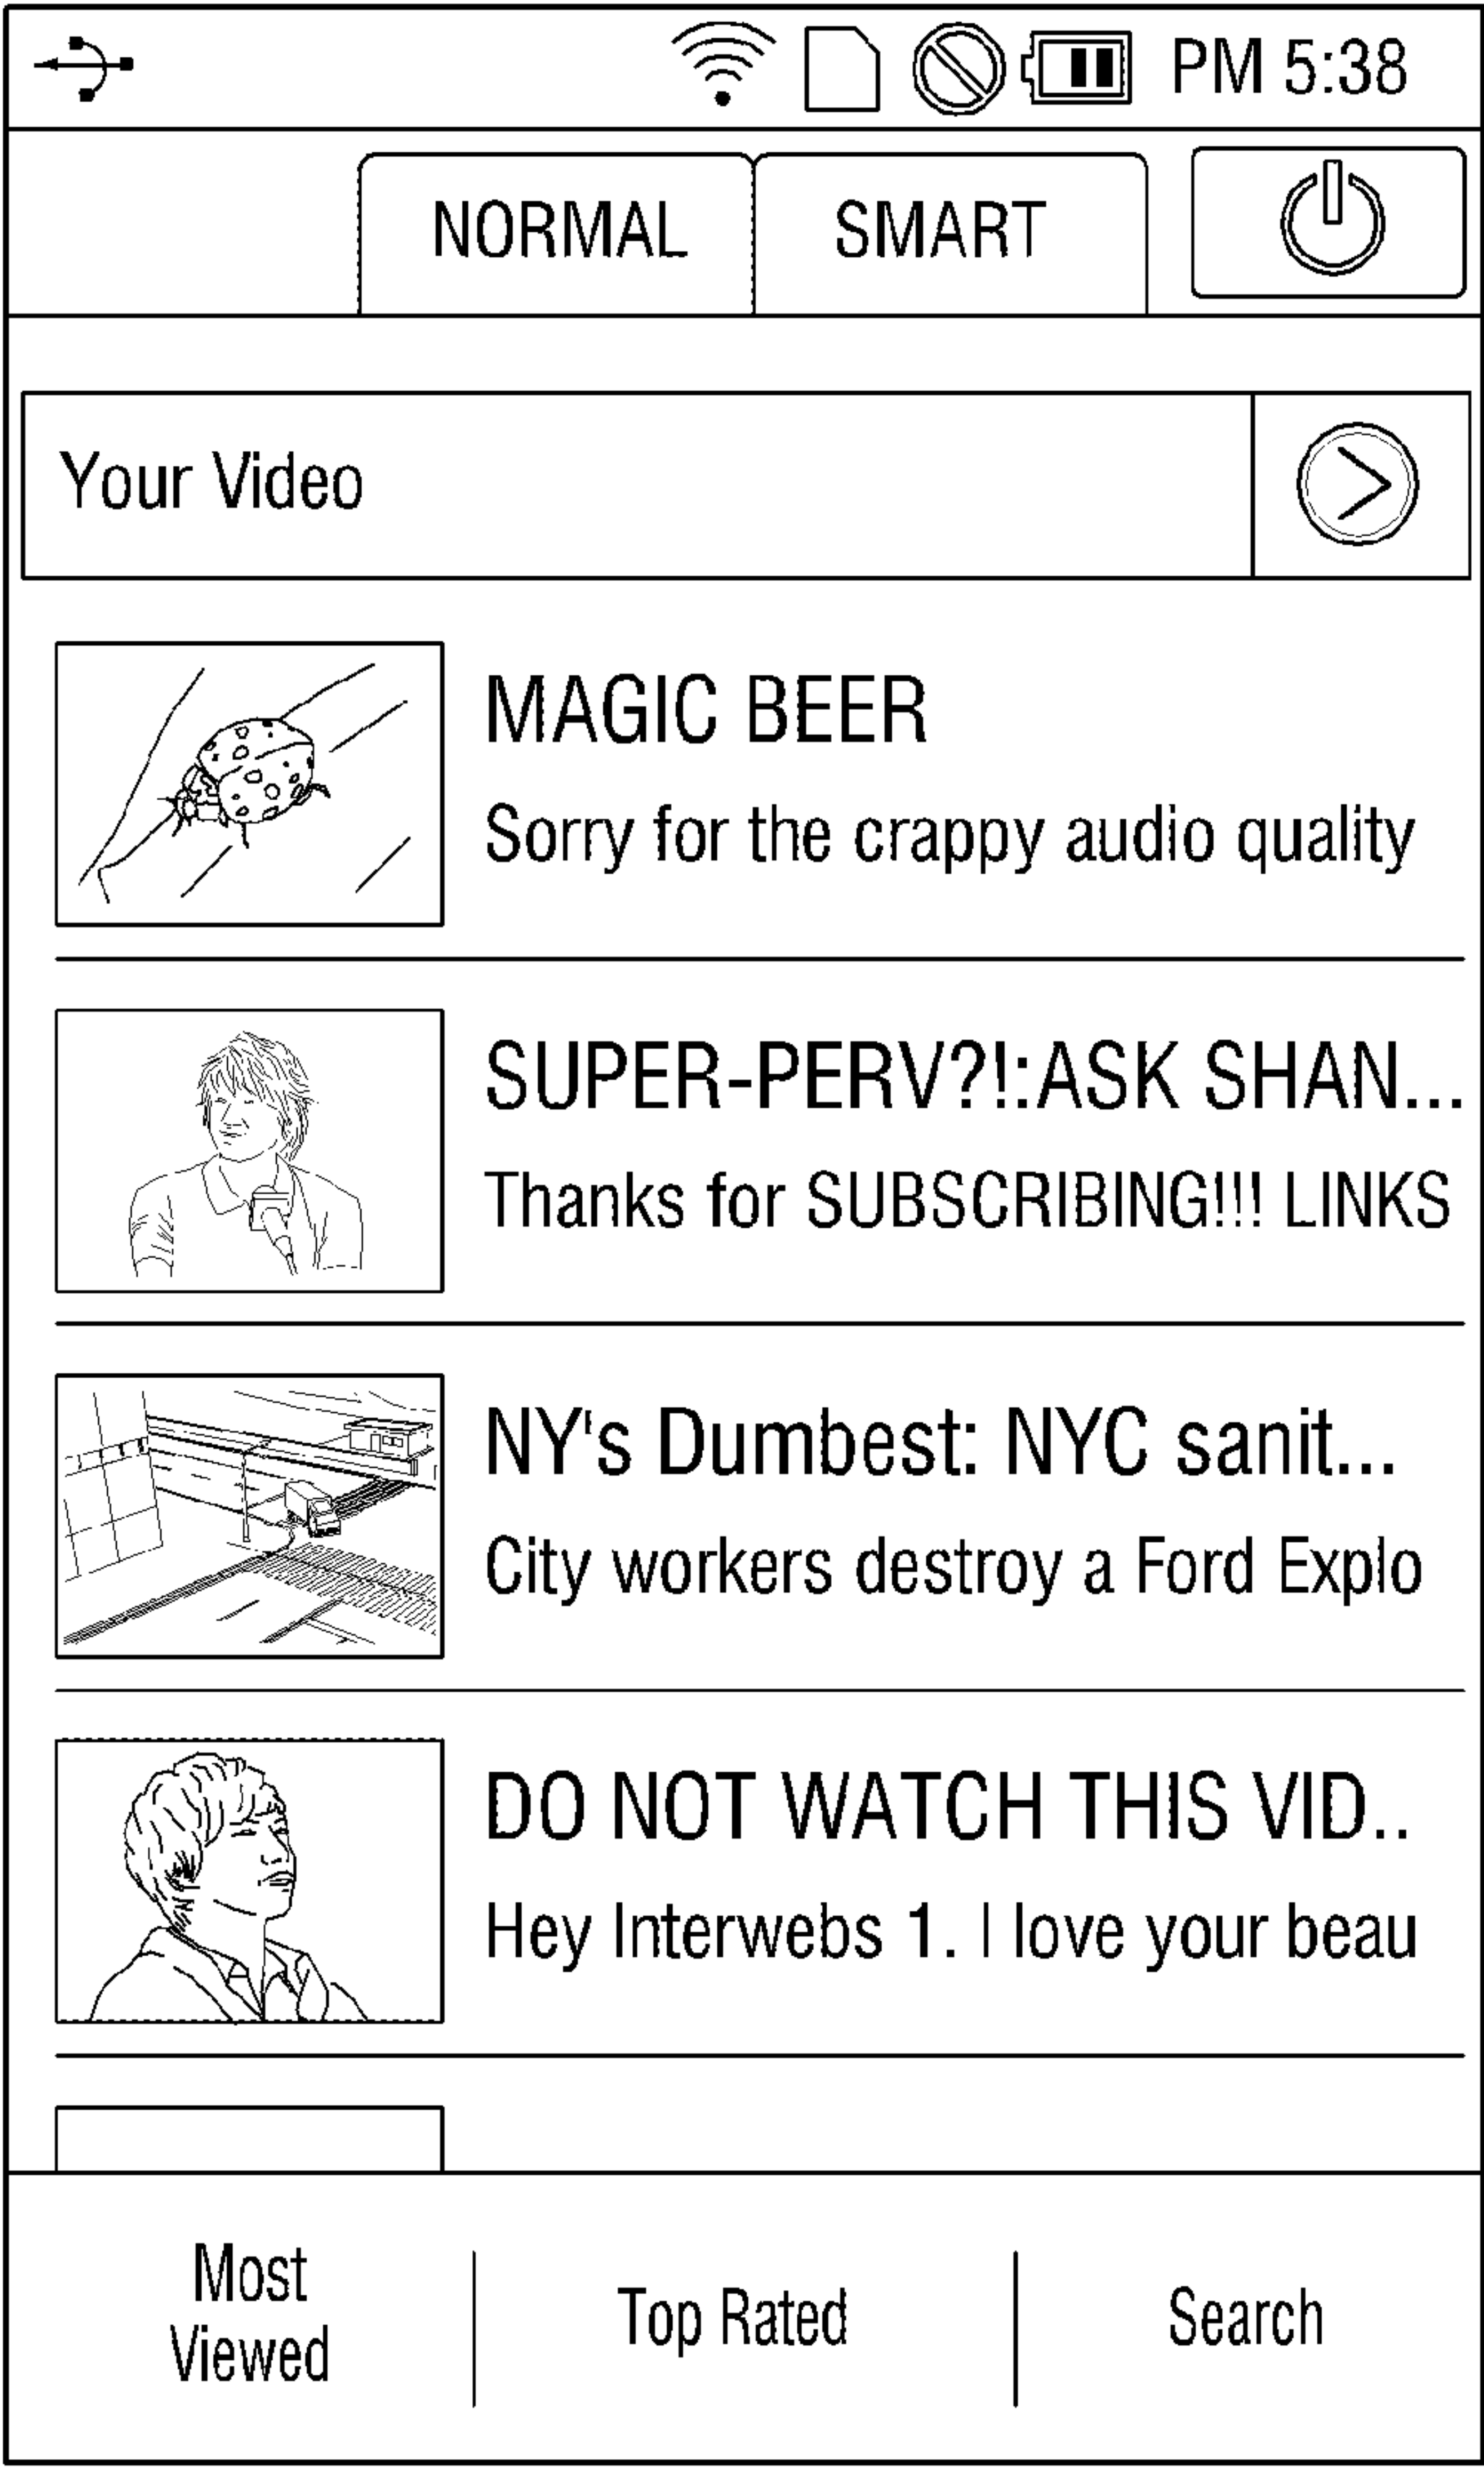 PM 5:38
NORMAL
SMART
Your Video
MAGIC BEER
Sorry for the crappy audio quality
SUPER-PERV?!:ASK SHAN...
Thanks for SUBSCRIBING!!! LINKS
NY's Dumbest: NYC sanit...
City workers destroy a Ford Explo
DO NOT WATCH THIS VID..
Hey Interwebs 1. I love your beau
Most
Viewed
Top Rated
Search